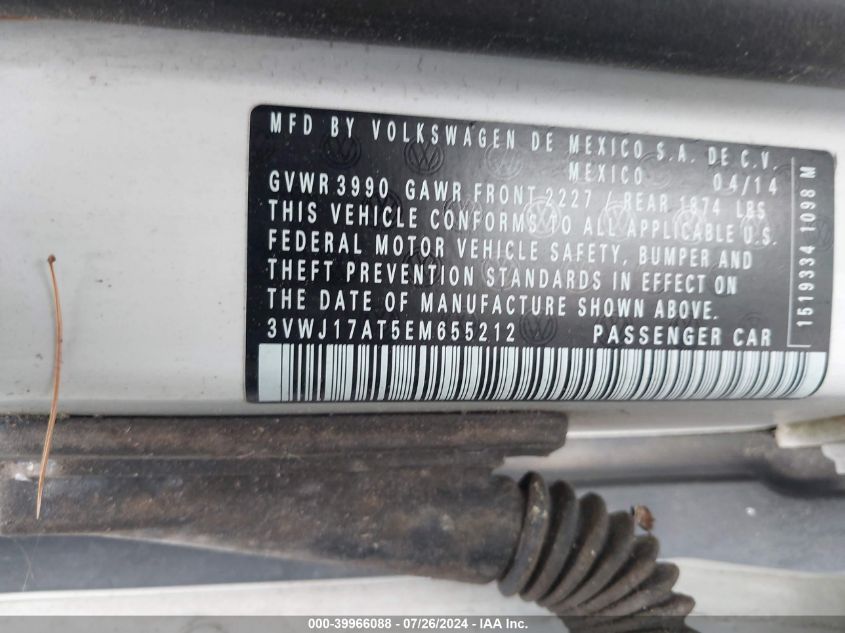 MFD BY VOLKSWAGEN DE MEXICO S.A. DE C.V.
MEXICO 04/14
GVWR 3990 GAWR FRONT 2227 / REAR 1874 LBS
THIS VEHICLE CONFORMS TO ALL APPLICABLE U.S.
FEDERAL MOTOR VEHICLE SAFETY, BUMPER AND
THEFT PREVENTION STANDARDS IN EFFECT ON
THE DATE OF MANUFACTURE SHOWN ABOVE.
3VWJ17AT5EM655212 PASSENGER CAR
1519334 1098 M
000-39966088 - 07/26/2024 - IAA Inc.